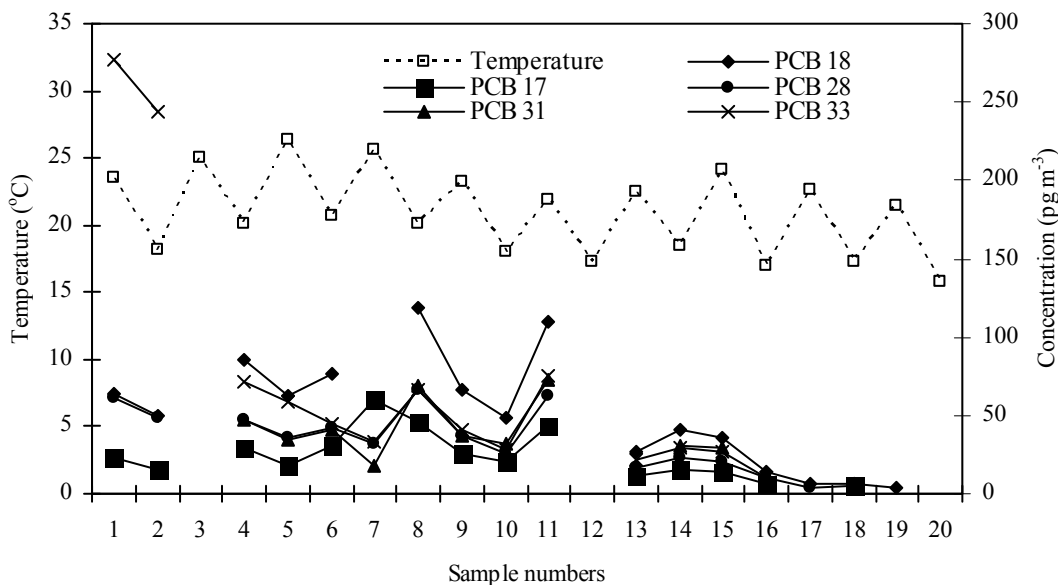 35
30
25
20
15
10
5
0
Temperature (°C)
300
250
200
150
100
50
0
Concentration (pg m-3)
Temperature
PCB 18
PCB 17
PCB 28
PCB 31
PCB 33
1 2 3 4 5 6 7 8 9 10 11 12 13 14 15 16 17 18 19 20
Sample numbers